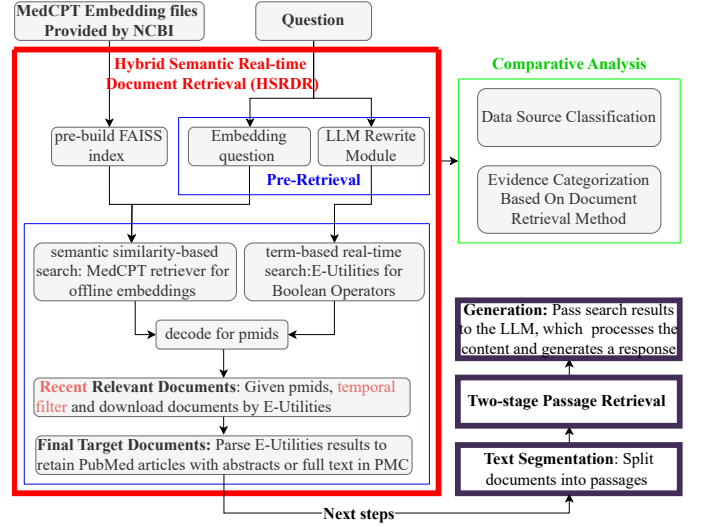 MedCPT Embedding files
Provided by NCBI
Question
Hybrid Semantic Real-time
Document Retrieval (HSRDR)
pre-build FAISS
index
Embedding
question
LLM Rewrite
Module
Pre-Retrieval
semantic similarity-based
search: MedCPT retriever for
offline embeddings
term-based real-time
search:E-Utilities for
Boolean Operators
decode for pmids
Recent Relevant Documents: Given pmids, temporal
filter and download documents by E-Utilities
Final Target Documents: Parse E-Utilities results to
retain PubMed articles with abstracts or full text in PMC
Next steps
Comparative Analysis
Data Source Classification
Evidence Categorization
Based On Document
Retrieval Method
Generation: Pass search results
to the LLM, which processes the
content and generates a response
Two-stage Passage Retrieval
Text Segmentation: Split
documents into passages